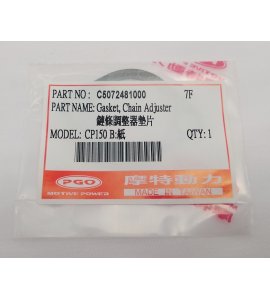 PART NO : C5072481000 7F
PART NAME: Gasket, Chain Adjuster
鏈條調整器墊片
MODEL: CP150 B:紙 QTY: 1
PGO 摩特動力
MOTIVE POWER MADE IN TAIWAN